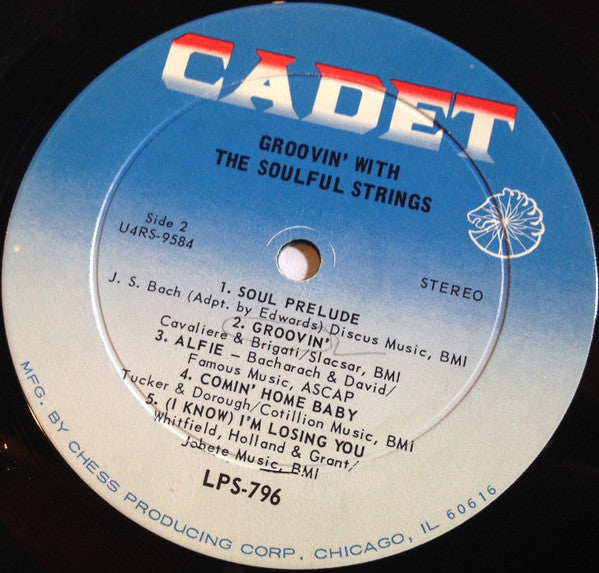 CADET
GROOVIN' WITH
THE SOULFUL STRINGS
Side 2
U4RS-9584
STEREO
1. SOUL PRELUDE
J. S. Bach (Adpt. by Edwards) Discus Music, BMI
2. GROOVIN'
Cavaliere & Brigati/Slacsar, BMI
3. ALFIE – Bacharach & David/
Famous Music, ASCAP
4. COMIN' HOME BABY
Tucker & Dorough/Cotillion Music, BMI
5. (I KNOW) I'M LOSING YOU
Whitfield, Holland & Grant/
Jobete Music, BMI
LPS-796
MFG. BY CHESS PRODUCING CORP. CHICAGO, IL 60616